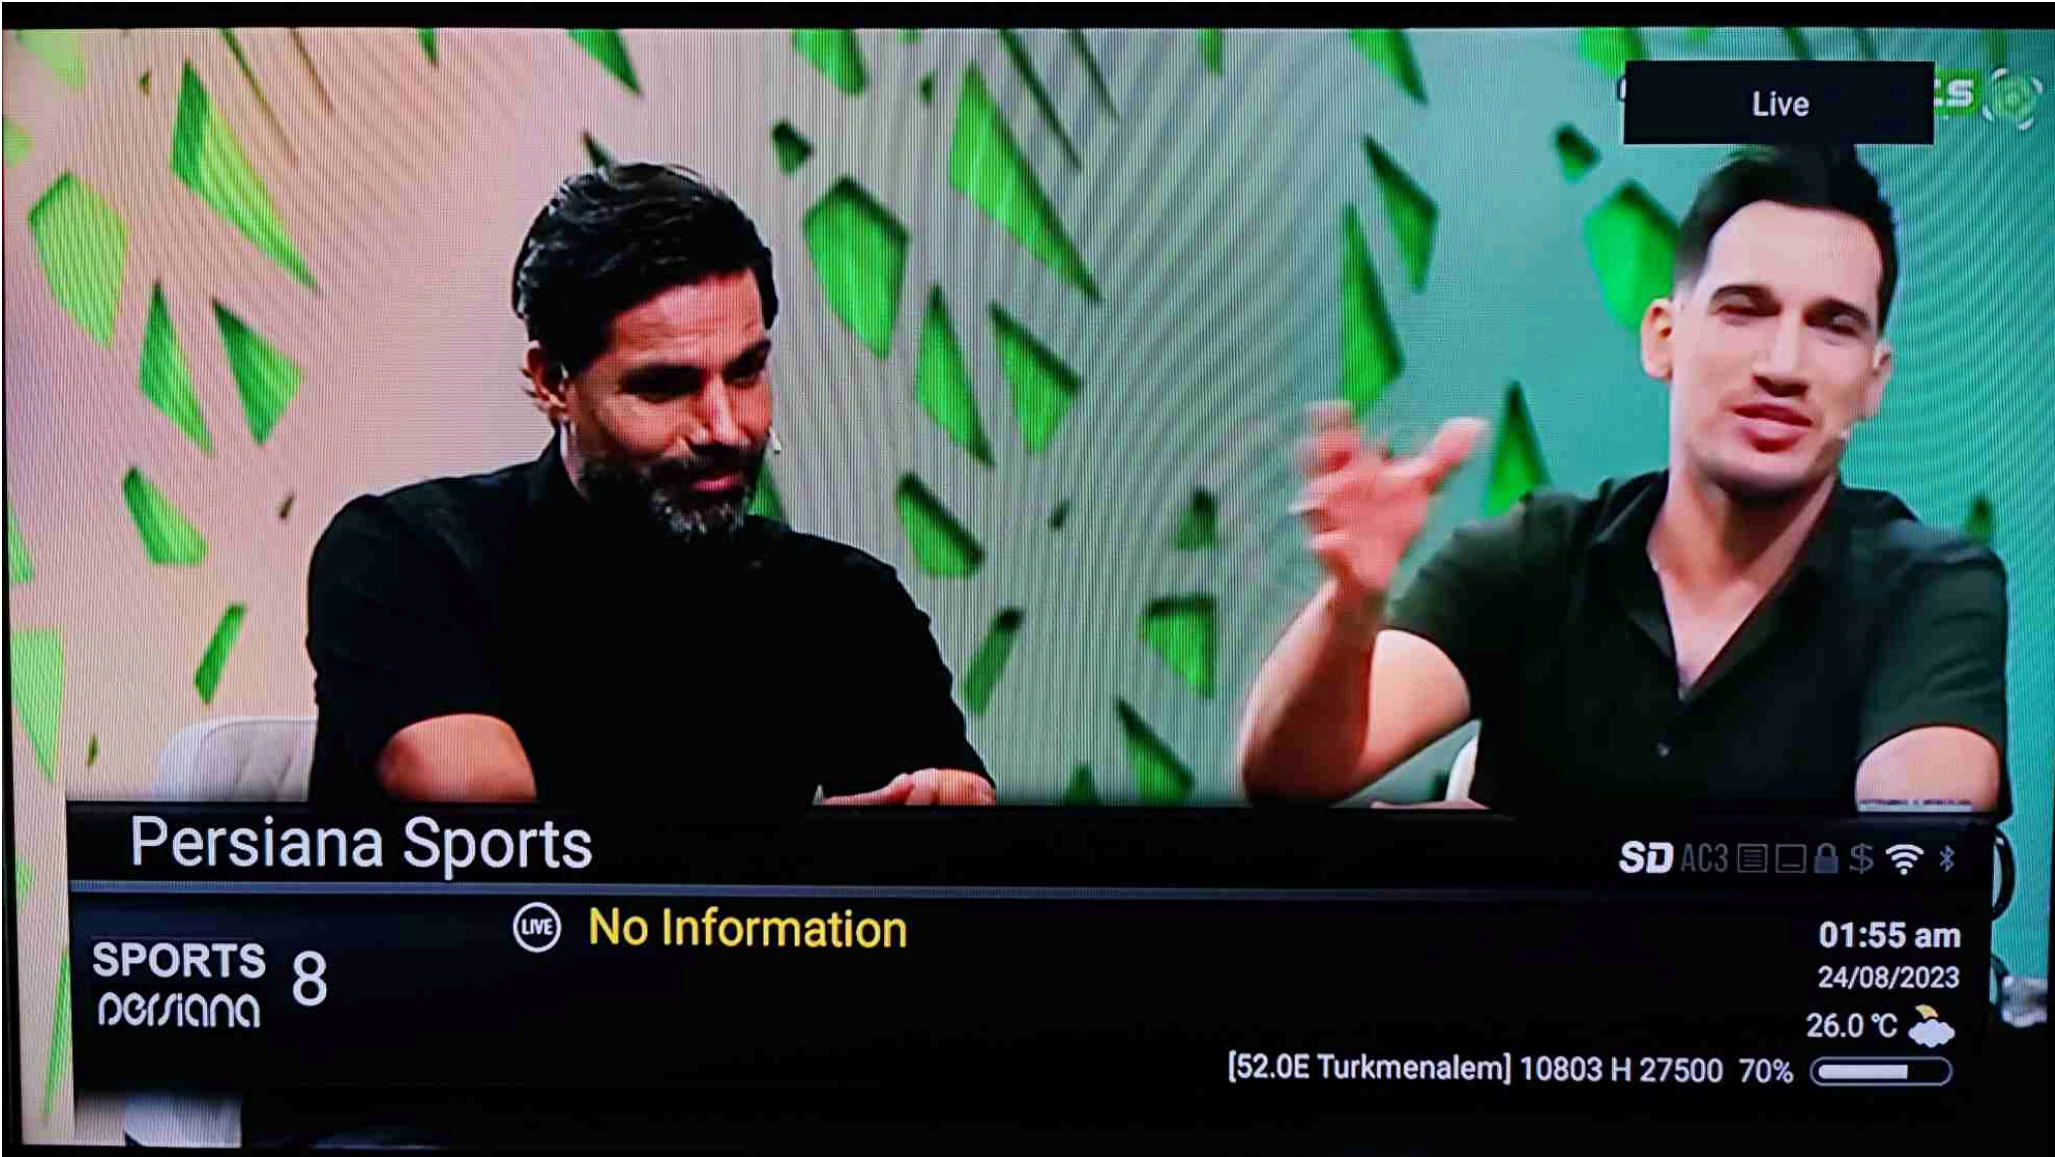 Live
Persiana Sports
SD AC3 $
LIVE No Information
SPORTS
persiana
8
01:55 am
24/08/2023
26.0 °C
[52.0E Turkmenalem] 10803 H 27500 70%